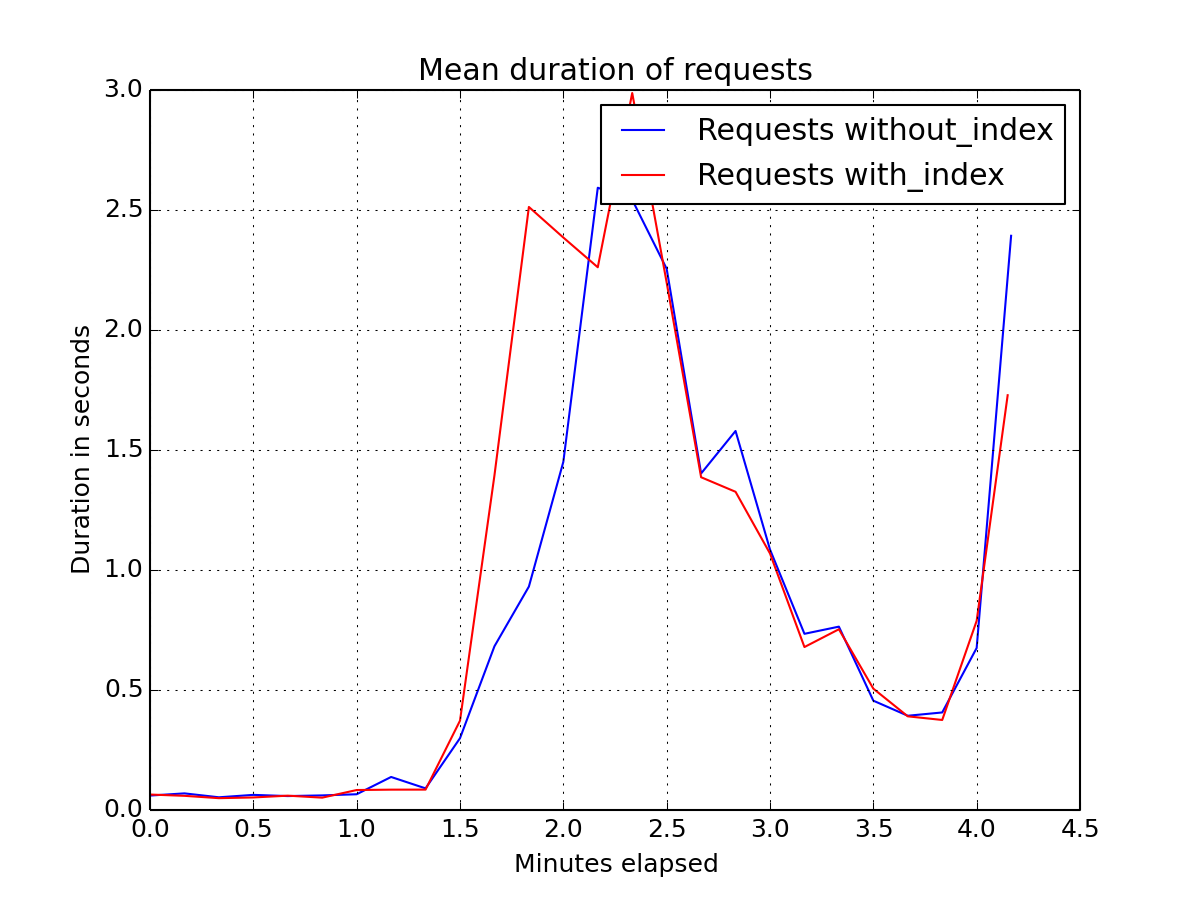 Mean duration of requests
3.0
Requests without_index
Requests with_index
2.5
2.0
1.5
1.0
0.5
0.0
Duration in seconds
0.0 0.5 1.0 1.5 2.0 2.5 3.0 3.5 4.0 4.5
Minutes elapsed